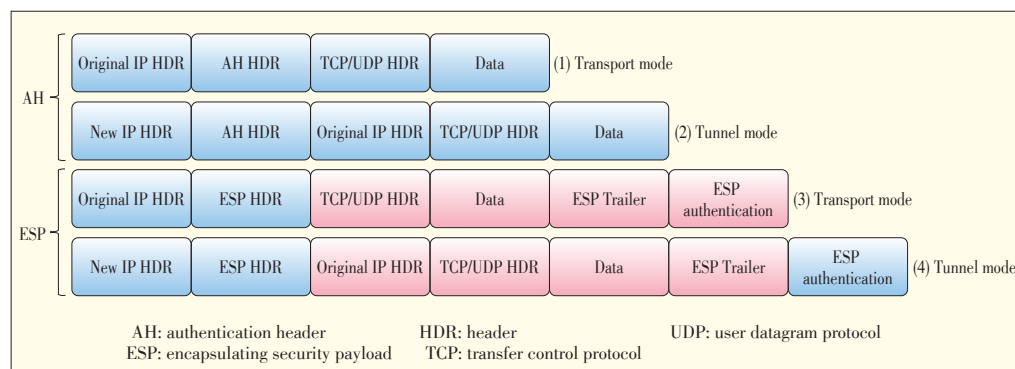 Original IP HDR AH HDR TCP/UDP HDR Data (1) Transport mode
AH
New IP HDR AH HDR Original IP HDR TCP/UDP HDR Data (2) Tunnel mode
Original IP HDR ESP HDR TCP/UDP HDR Data ESP Trailer ESP authentication (3) Transport mode
ESP
New IP HDR ESP HDR Original IP HDR TCP/UDP HDR Data ESP Trailer ESP authentication (4) Tunnel mode
AH: authentication header HDR: header UDP: user datagram protocol
ESP: encapsulating security payload TCP: transfer control protocol